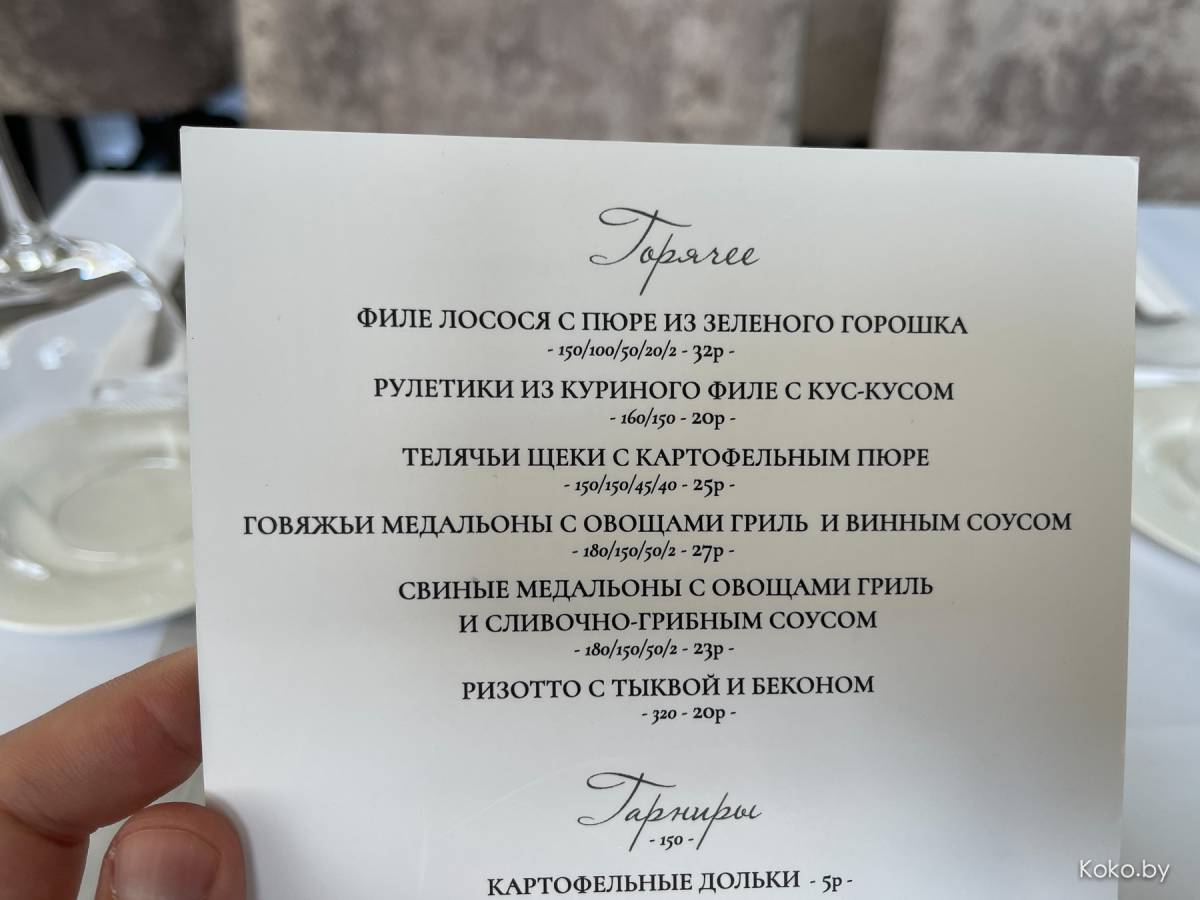 Горячее
ФИЛЕ ЛОСОСЯ С ПЮРЕ ИЗ ЗЕЛЕНОГО ГОРОШКА
- 150/100/50/20/2 - 32р -
РУЛЕТИКИ ИЗ КУРИНОГО ФИЛЕ С КУС-КУСОМ
- 160/150 - 20р -
ТЕЛЯЧЬИ ЩЕКИ С КАРТОФЕЛЬНЫМ ПЮРЕ
- 150/150/45/40 - 25р -
ГОВЯЖЬИ МЕДАЛЬОНЫ С ОВОЩАМИ ГРИЛЬ И ВИННЫМ СОУСОМ
- 180/150/50/2 - 27р -
СВИНЫЕ МЕДАЛЬОНЫ С ОВОЩАМИ ГРИЛЬ
И СЛИВОЧНО-ГРИБНЫМ СОУСОМ
- 180/150/50/2 - 23р -
РИЗОТТО С ТЫКВОЙ И БЕКОНОМ
- 320 - 20р -
Гарниры
- 150 -
КАРТОФЕЛЬНЫЕ ДОЛЬКИ - 5р -
Koko.by